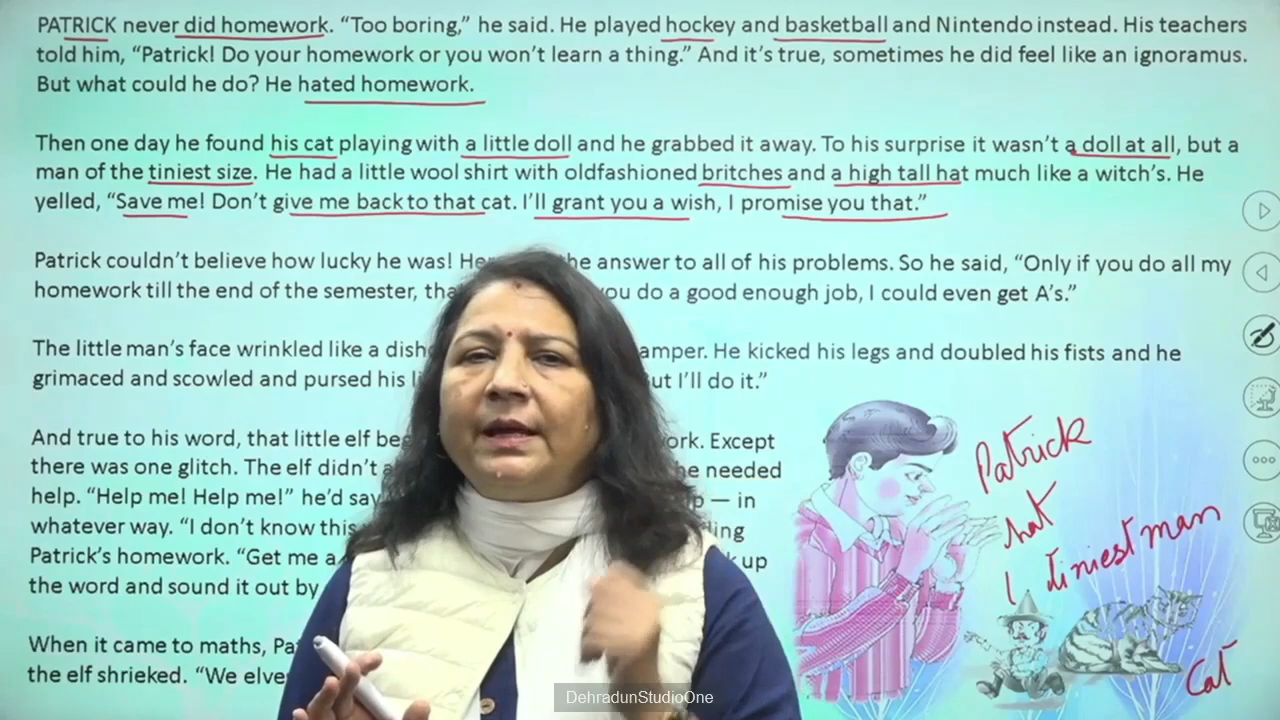 PATRICK never did homework. “Too boring,” he said. He played hockey and basketball and Nintendo instead. His teachers
told him, “Patrick! Do your homework or you won’t learn a thing.” And it’s true, sometimes he did feel like an ignoramus.
But what could he do? He hated homework.
Then one day he found his cat playing with a little doll and he grabbed it away. To his surprise it wasn’t a doll at all, but a
man of the tiniest size. He had a little wool shirt with oldfashioned britches and a high tall hat much like a witch’s. He
yelled, “Save me! Don’t give me back to that cat. I’ll grant you a wish, I promise you that.”
Patrick couldn’t believe how lucky he was! the answer to all of his problems. So he said, “Only if you do all my
homework till the end of the semester, you do a good enough job, I could even get A’s.”
The little man’s face wrinkled like a He kicked his legs and doubled his fists and he
grimaced and scowled and pursed his I’ll do it.”
And true to his word, that little elf Except
there was one glitch. The elf didn’t he needed
help. “Help me! Help me!” he’d say — in
whatever way. “I don’t know this
Patrick’s homework. “Get me a up
the word and sound it out by
When it came to maths,
the elf shrieked. “We
Patrick
hat
tiniest man
Cat
DehradunStudioOne